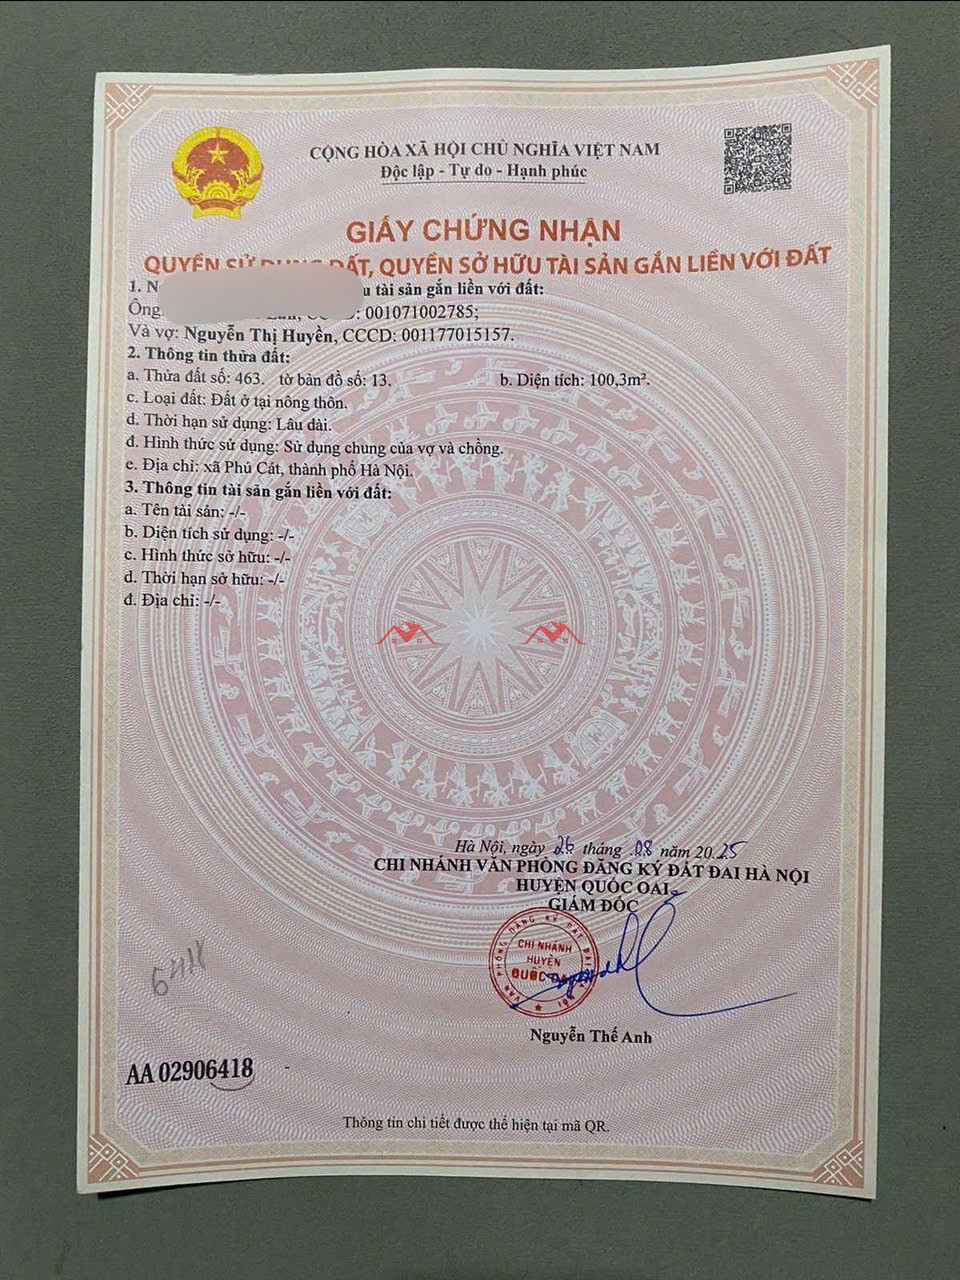 CỘNG HÒA XÃ HỘI CHỦ NGHĨA VIỆT NAM
Độc lập - Tự do - Hạnh phúc
GIẤY CHỨNG NHẬN
QUYỀN SỬ DỤNG ĐẤT, QUYỀN SỞ HỮU TÀI SẢN GẮN LIỀN VỚI ĐẤT
1. tài sản gắn liền với đất:
Ông: 001071002785;
Và vợ: Nguyễn Thị Huyền, CCCD: 001177015157.
2. Thông tin thửa đất:
a. Thửa đất số: 463. tờ bản đồ số: 13. b. Diện tích: 100,3m².
c. Loại đất: Đất ở tại nông thôn.
d. Thời hạn sử dụng: Lâu dài.
đ. Hình thức sử dụng: Sử dụng chung của vợ và chồng.
e. Địa chỉ: xã Phú Cát, thành phố Hà Nội.
3. Thông tin tài sản gắn liền với đất:
a. Tên tài sản: -/-
b. Diện tích sử dụng: -/-
c. Hình thức sở hữu: -/-
d. Thời hạn sở hữu: -/-
đ. Địa chỉ: -/-
Hà Nội, ngày 26 tháng 08 năm 2025
CHI NHÁNH VĂN PHÒNG ĐĂNG KÝ ĐẤT ĐAI HÀ NỘI
HUYỆN QUỐC OAI
GIÁM ĐỐC
CHI NHÁNH
HUYỆN
Nguyễn Thế Anh
AA 02906418
Thông tin chi tiết được thể hiện tại mã QR.